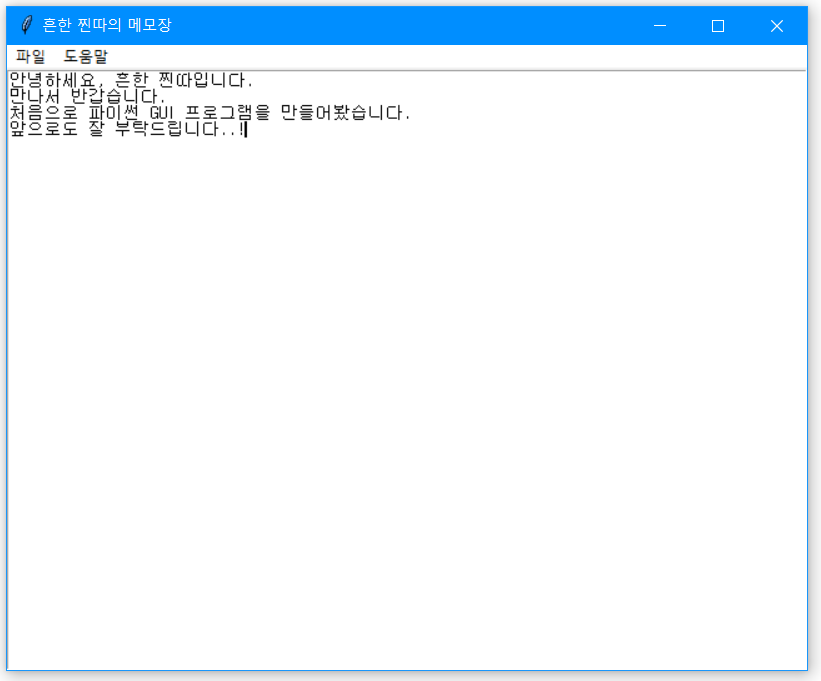 흔한 찐따의 메모장
파일 도움말
안녕하세요, 흔한 찐따입니다.
만나서 반갑습니다.
처음으로 파이썬 GUI 프로그램을 만들어봤습니다.
앞으로도 잘 부탁드립니다..!